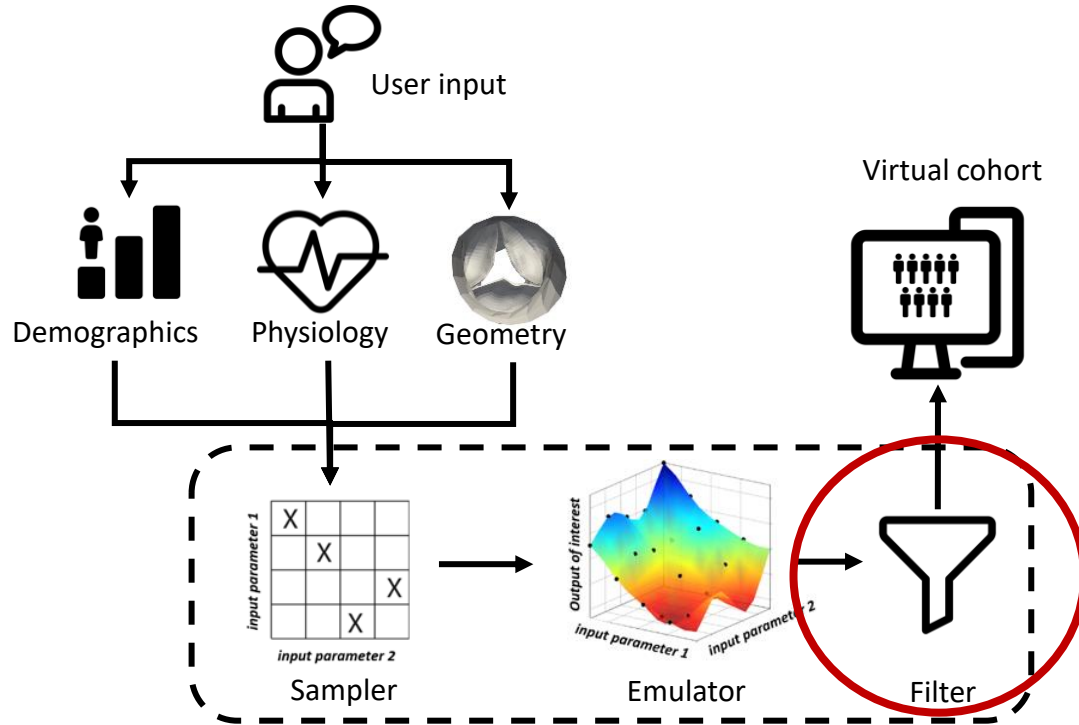 User input
Virtual cohort
Demographics
Physiology
Geometry
input parameter 1
X
X
X
X
input parameter 2
Sampler
Output of interest
input parameter 1
input parameter 2
Emulator
Filter